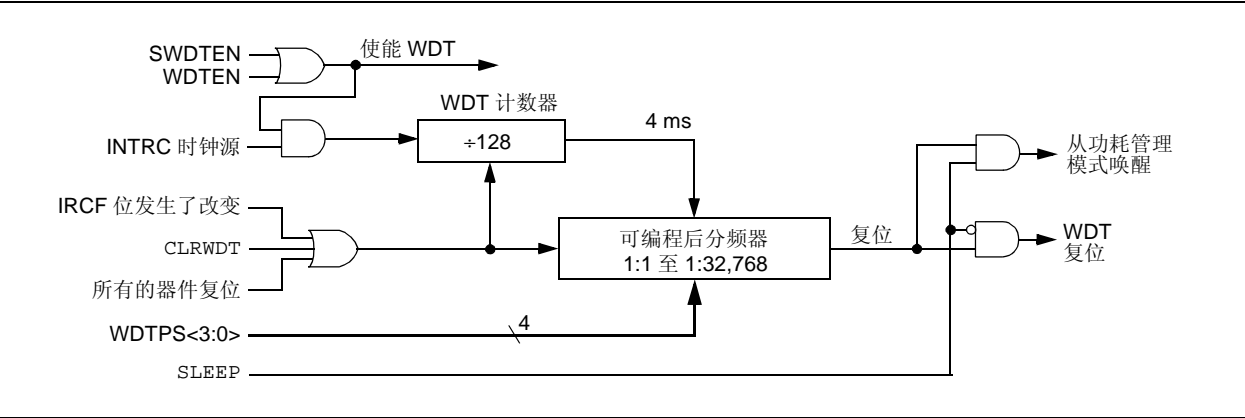 SWDTEN
WDTEN
使能 WDT
WDT 计数器
INTRC 时钟源
÷128
4 ms
从功耗管理
模式唤醒
IRCF 位发生了改变
CLRWDT
所有的器件复位
可编程后分频器
1:1 至 1:32,768
复位
WDT
复位
WDTPS<3:0>
4
SLEEP